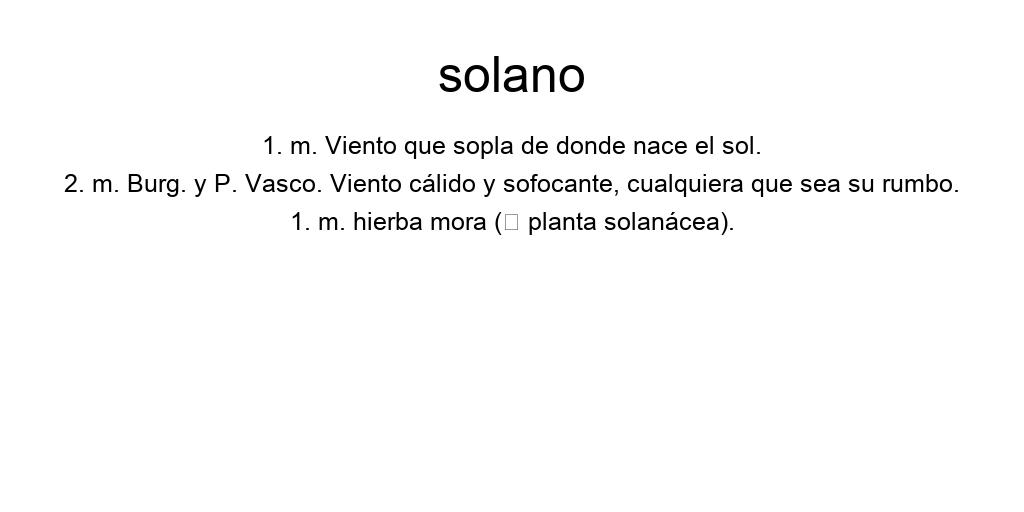 solano
1. m. Viento que sopla de donde nace el sol.
2. m. Burg. y P. Vasco. Viento cálido y sofocante, cualquiera que sea su rumbo.
1. m. hierba mora (□ planta solanácea).